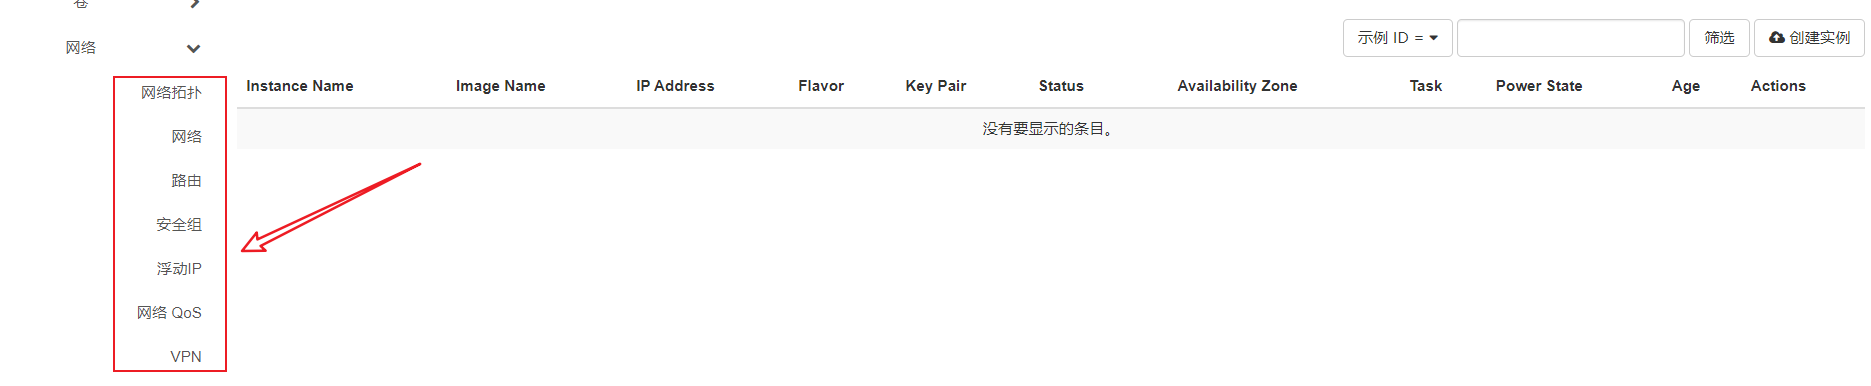 卷
网络
网络拓扑
网络
路由
安全组
浮动IP
网络 QoS
VPN
示例 ID = 筛选 创建实例
Instance Name Image Name IP Address Flavor Key Pair Status Availability Zone Task Power State Age Actions
没有要显示的条目。